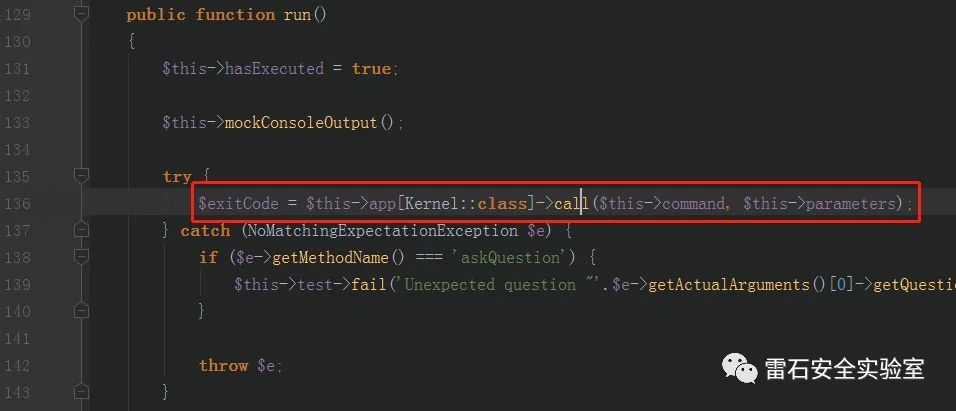 129 public function run()
130 {
131 $this->hasExecuted = true;
132
133 $this->mockConsoleOutput();
134
135 try {
136 $exitCode = $this->app[Kernel::class]->call($this->command, $this->parameters);
137 } catch (NoMatchingExpectationException $e) {
138 if ($e->getMethodName() === 'askQuestion') {
139 $this->test->fail('Unexpected question "'.$e->getActualArguments()[0]->getQuesti
140 }
141
142 throw $e;
143 }
雷石安全实验室